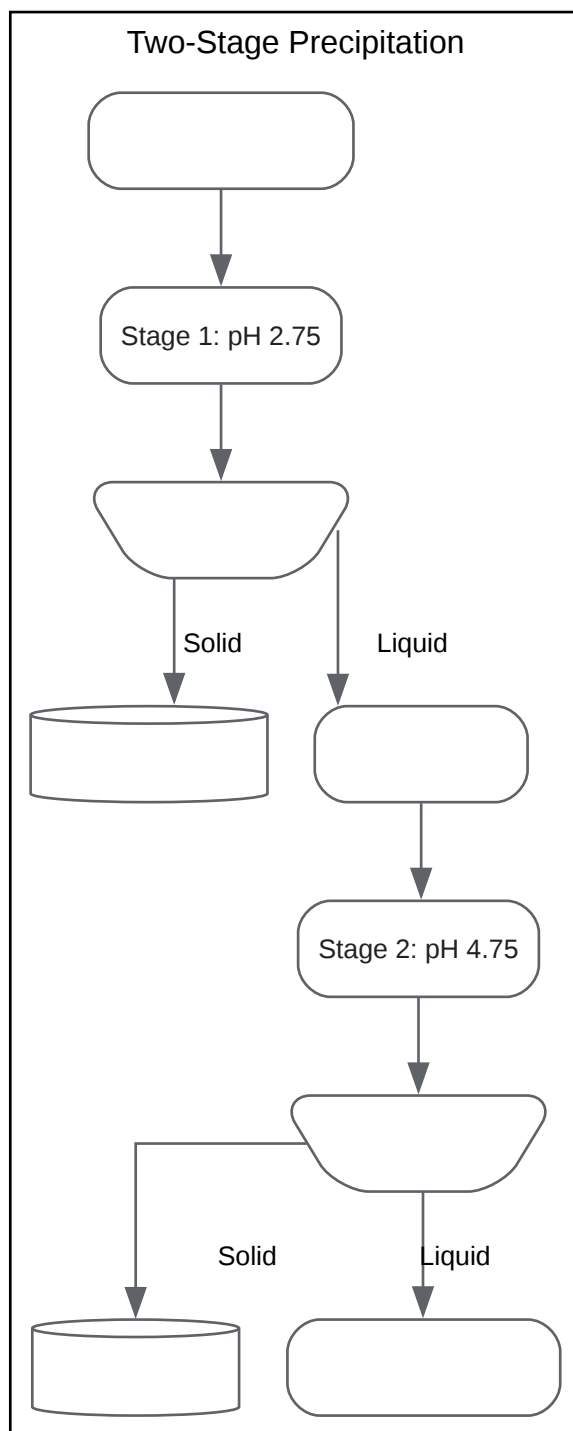 Two-Stage Precipitation
Stage 1: pH 2.75
Solid
Liquid
Stage 2: pH 4.75
Solid
Liquid